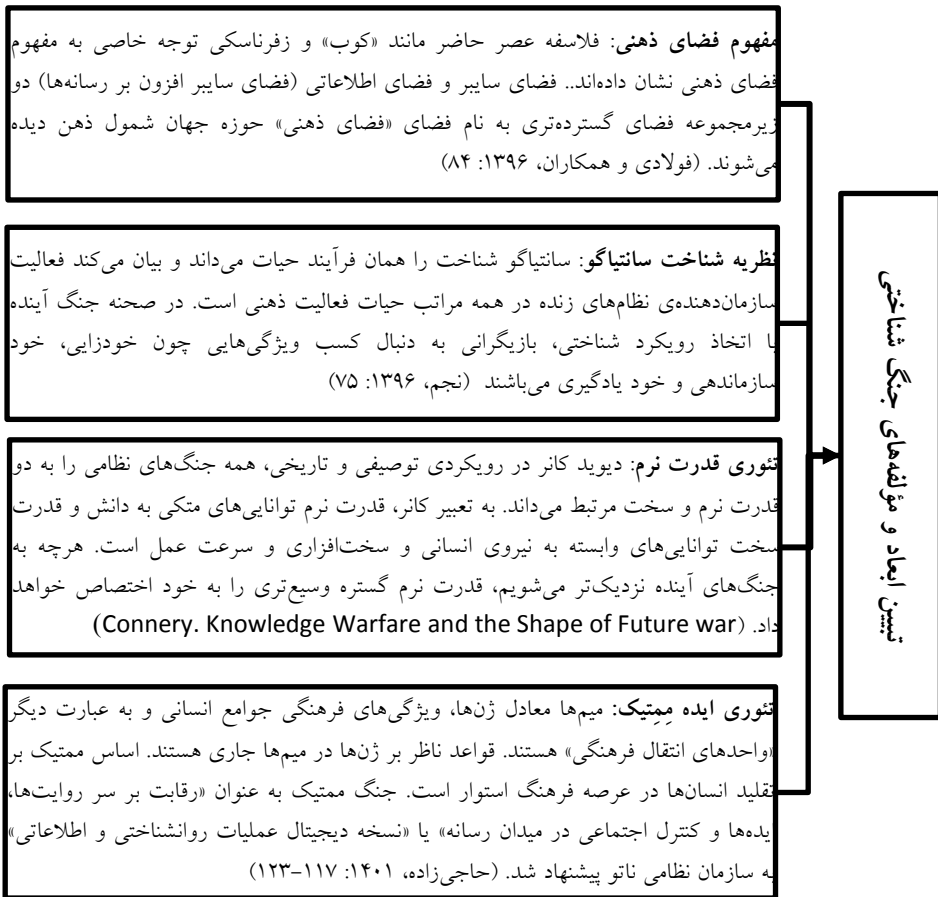 مفهوم فضای ذهنی: فلاسفه عصر حاضر مانند «کوب» و زفرناسکی توجه خاصی به مفهوم
فضای ذهنی نشان داده‌اند.. فضای سایبر و فضای اطلاعاتی (فضای سایبر افزون بر رسانه‌ها) دو
زیرمجموعه فضای گسترده‌تری به نام فضای «فضای ذهنی» حوزه جهان شمول ذهن دیده
می‌شوند. (فولادی و همکاران، ۱۳۹۶: ۸۴)
نظریه شناخت سانتیاگو: سانتیاگو شناخت را همان فرآیند حیات می‌داند و بیان می‌کند فعالیت
سازمان‌دهنده‌ی نظام‌های زنده در همه مراتب حیات فعالیت ذهنی است. در صحنه جنگ آینده
با اتخاذ رویکرد شناختی، بازیگرانی به دنبال کسب ویژگی‌هایی چون خودزایی، خود
سازماندهی و خود یادگیری می‌باشند (نجم، ۱۳۹۶: ۷۵)
تئوری قدرت نرم: دیوید کانر در رویکردی توصیفی و تاریخی، همه جنگ‌های نظامی را به دو
قدرت نرم و سخت مرتبط می‌داند. به تعبیر کانر، قدرت نرم توانایی‌های متکی به دانش و قدرت
سخت توانایی‌های وابسته به نیروی انسانی و سخت‌افزاری و سرعت عمل است. هرچه به
جنگ‌های آینده نزدیک‌تر می‌شویم، قدرت نرم گستره وسیع‌تری را به خود اختصاص خواهد
داد. (Connery. Knowledge Warfare and the Shape of Future war)
تئوری ایده مِمِتیک: میم‌ها معادل ژن‌ها، ویژگی‌های فرهنگی جوامع انسانی و به عبارت دیگر
«واحدهای انتقال فرهنگی» هستند. قواعد ناظر بر ژن‌ها در میم‌ها جاری هستند. اساس ممتیک بر
تقلید انسان‌ها در عرصه فرهنگ استوار است. جنگ ممتیک به عنوان «رقابت بر سر روایت‌ها،
ایده‌ها و کنترل اجتماعی در میدان رسانه» یا «نسخه دیجیتال عملیات روانشناختی و اطلاعاتی»
به سازمان نظامی ناتو پیشنهاد شد. (حاجی‌زاده، ۱۴۰۱: ۱۱۷-۱۲۳)
تبیین ابعاد و مؤلفه‌های جنگ شناختی